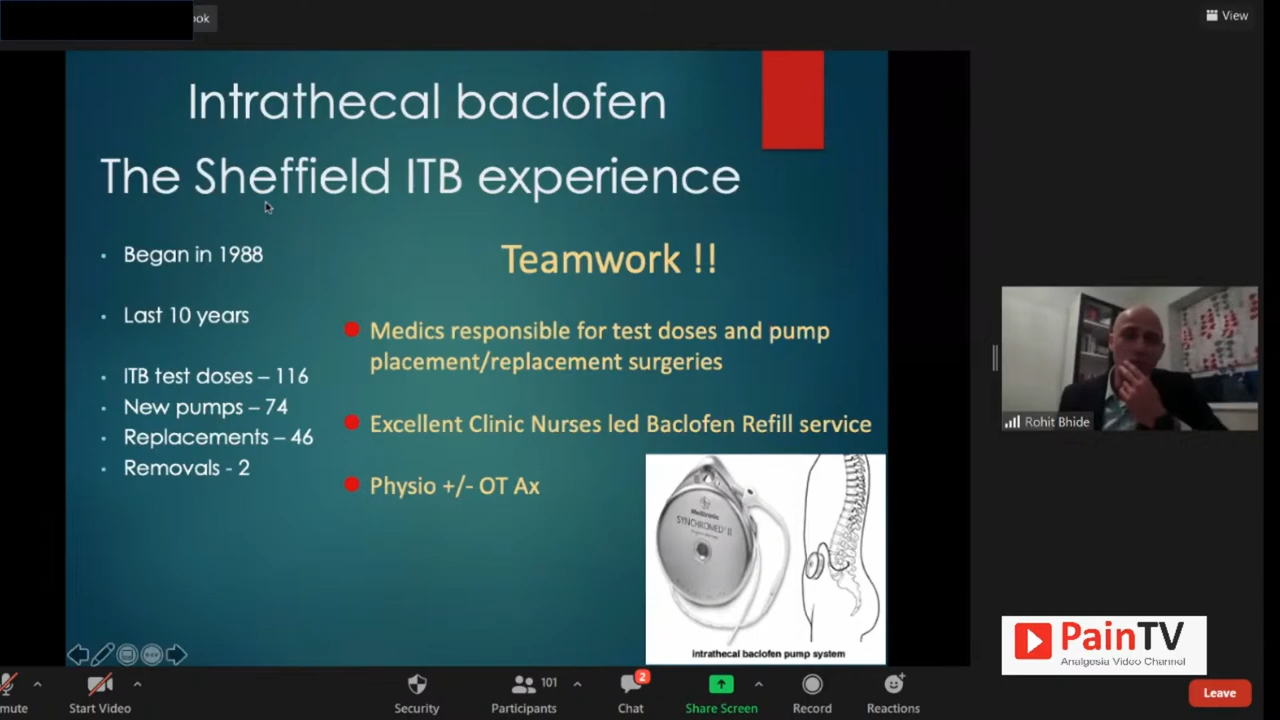 ok
View
Intrathecal baclofen
The Sheffield ITB experience
• Began in 1988
• Last 10 years
• ITB test doses – 116
• New pumps – 74
• Replacements – 46
• Removals - 2
Teamwork !!
Medics responsible for test doses and pump
placement/replacement surgeries
Excellent Clinic Nurses led Baclofen Refill service
Physio +/- OT Ax
Medtronic
SYNCHROMED II
intrathecal baclofen pump system
Rohit Bhide
PainTV
Analgesia Video Channel
mute
Start Video
Security
Participants
101
Chat
2
Share Screen
Record
Reactions
Leave